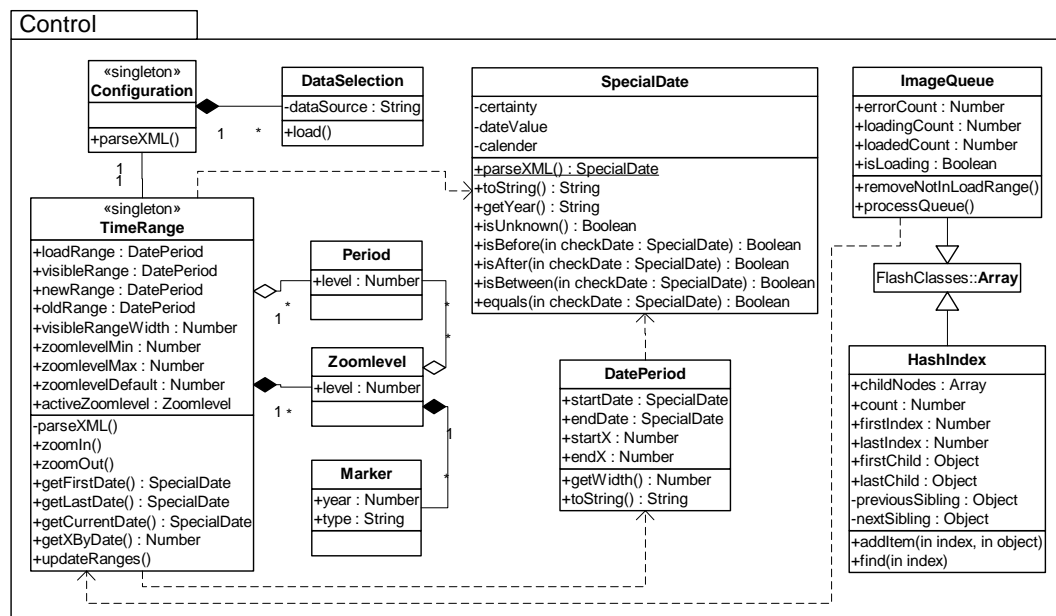 Control
«singleton»
Configuration
+parseXML()
DataSelection
-dataSource : String
+load()
1
*
1
1
«singleton»
TimeRange
+loadRange : DatePeriod
+visibleRange : DatePeriod
+newRange : DatePeriod
+oldRange : DatePeriod
+visibleRangeWidth : Number
+zoomlevelMin : Number
+zoomlevelMax : Number
+zoomlevelDefault : Number
+activeZoomlevel : Zoomlevel
-parseXML()
+zoomIn()
+zoomOut()
+getFirstDate() : SpecialDate
+getLastDate() : SpecialDate
+getCurrentDate() : SpecialDate
+getXByDate() : Number
+updateRanges()
Period
+level : Number
1
*
*
*
Zoomlevel
+level : Number
1
*
1
*
Marker
+year : Number
+type : String
SpecialDate
-certainty
-dateValue
-calender
+parseXML() : SpecialDate
+toString() : String
+getYear() : String
+isUnknown() : Boolean
+isBefore(in checkDate : SpecialDate) : Boolean
+isAfter(in checkDate : SpecialDate) : Boolean
+isBetween(in checkDate : SpecialDate) : Boolean
+equals(in checkDate : SpecialDate) : Boolean
DatePeriod
+startDate : SpecialDate
+endDate : SpecialDate
+startX : Number
+endX : Number
+getWidth() : Number
+toString() : String
ImageQueue
+errorCount : Number
+loadingCount : Number
+loadedCount : Number
+isLoading : Boolean
+removeNotInLoadRange()
+processQueue()
FlashClasses::Array
HashIndex
+childNodes : Array
+count : Number
+firstIndex : Number
+lastIndex : Number
+firstChild : Object
+lastChild : Object
-previousSibling : Object
-nextSibling : Object
+addItem(in index, in object)
+find(in index)